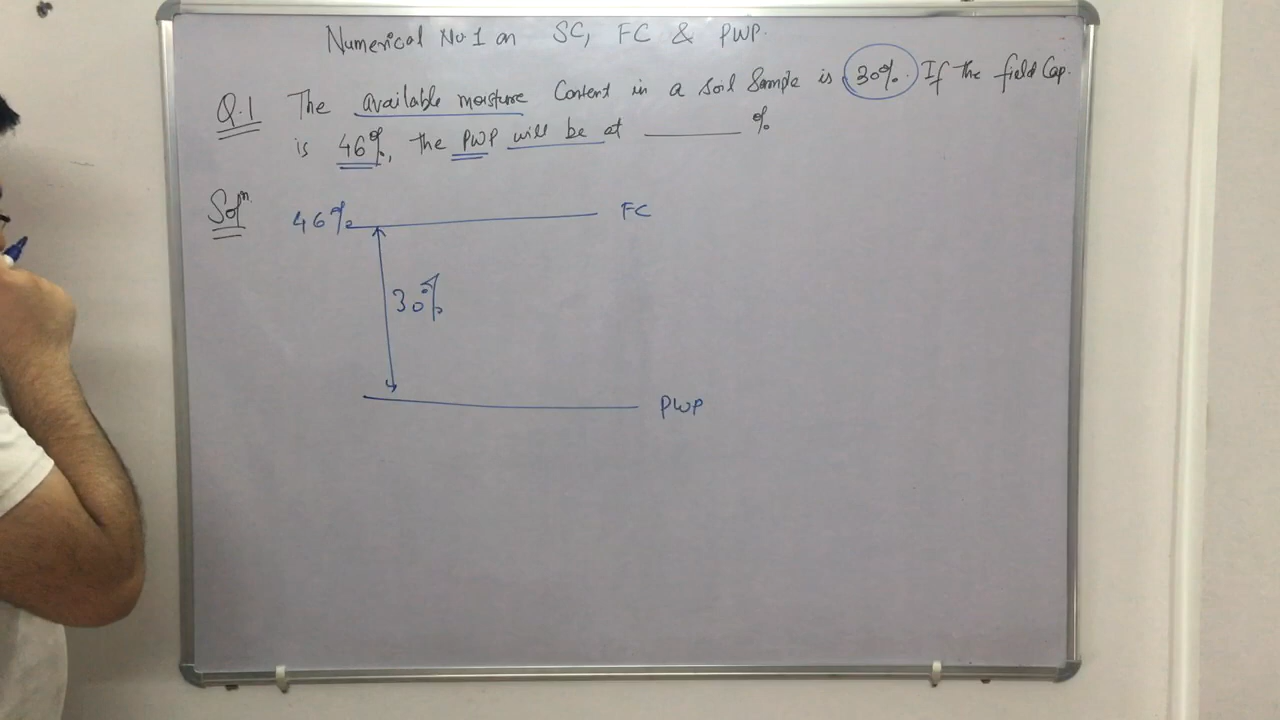 Numerical No 1 on SC, FC & PWP.
Q.1 The available moisture Content in a soil Sample is 30%. If the field Cap.
is 46%, the PWP will be at ______ %
Solⁿ
46% FC
30%
PWP